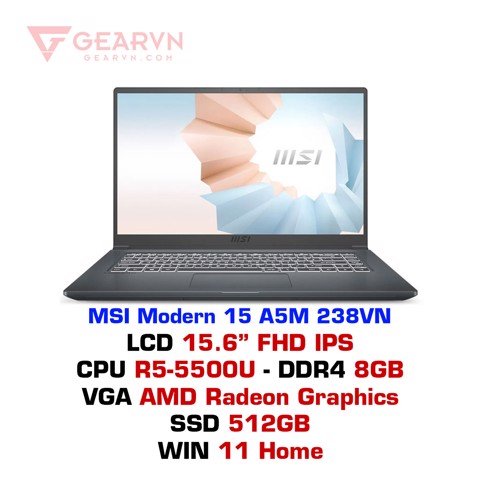 GEARVN
GEARVN.COM
msi
msi
MSI Modern 15 A5M 238VN
LCD 15.6” FHD IPS
CPU R5-5500U - DDR4 8GB
VGA AMD Radeon Graphics
SSD 512GB
WIN 11 Home